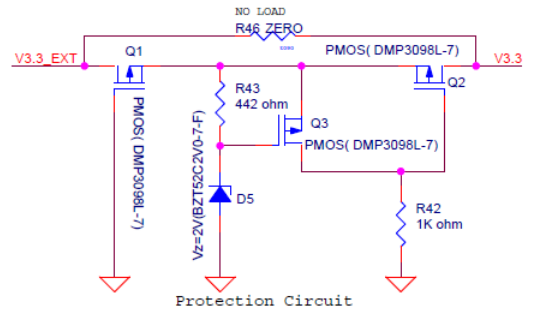 NO LOAD
R46 ZERO
V3.3_EXT
Q1
PMOS( DMP3098L-7)
V3.3
Q2
R43
442 ohm
Q3
PMOS( DMP3098L-7)
PMOS( DMP3098L-7)
Vz=2V(BZT52C2V0-7-F)
D5
R42
1K ohm
Protection Circuit